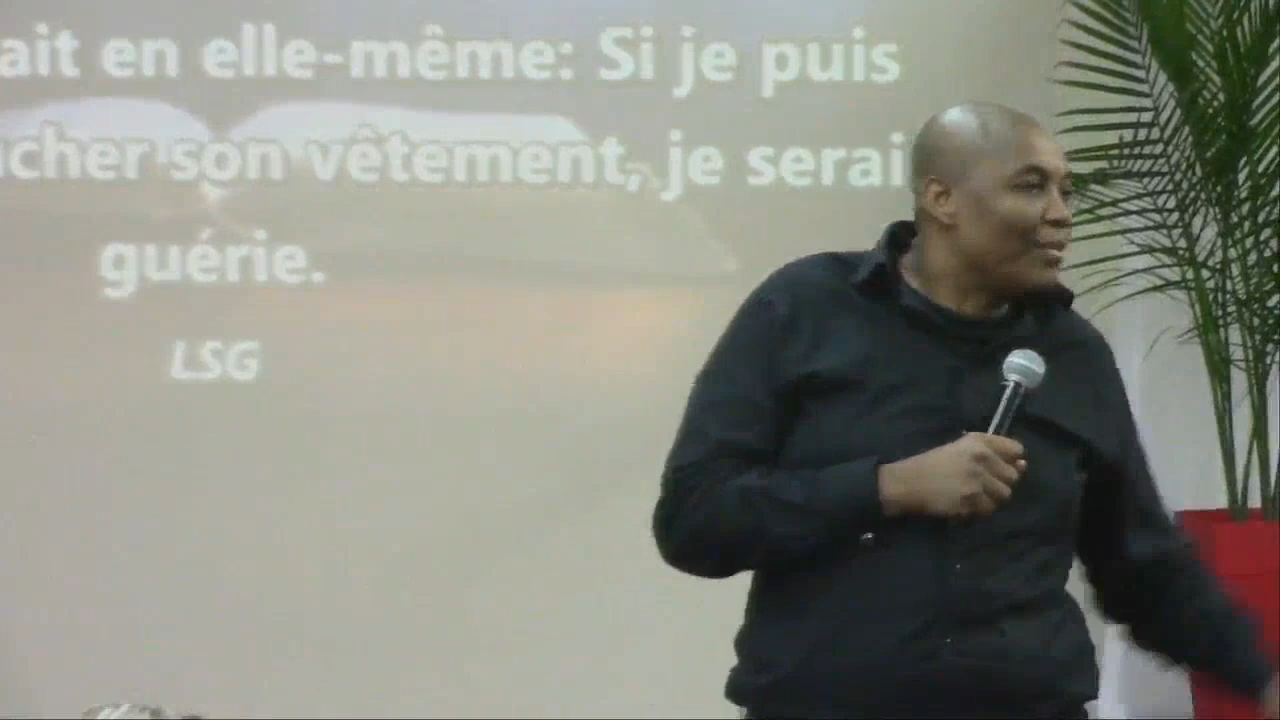 ait en elle-même: Si je puis
ucher son vêtement, je serai
guérie.
LSG